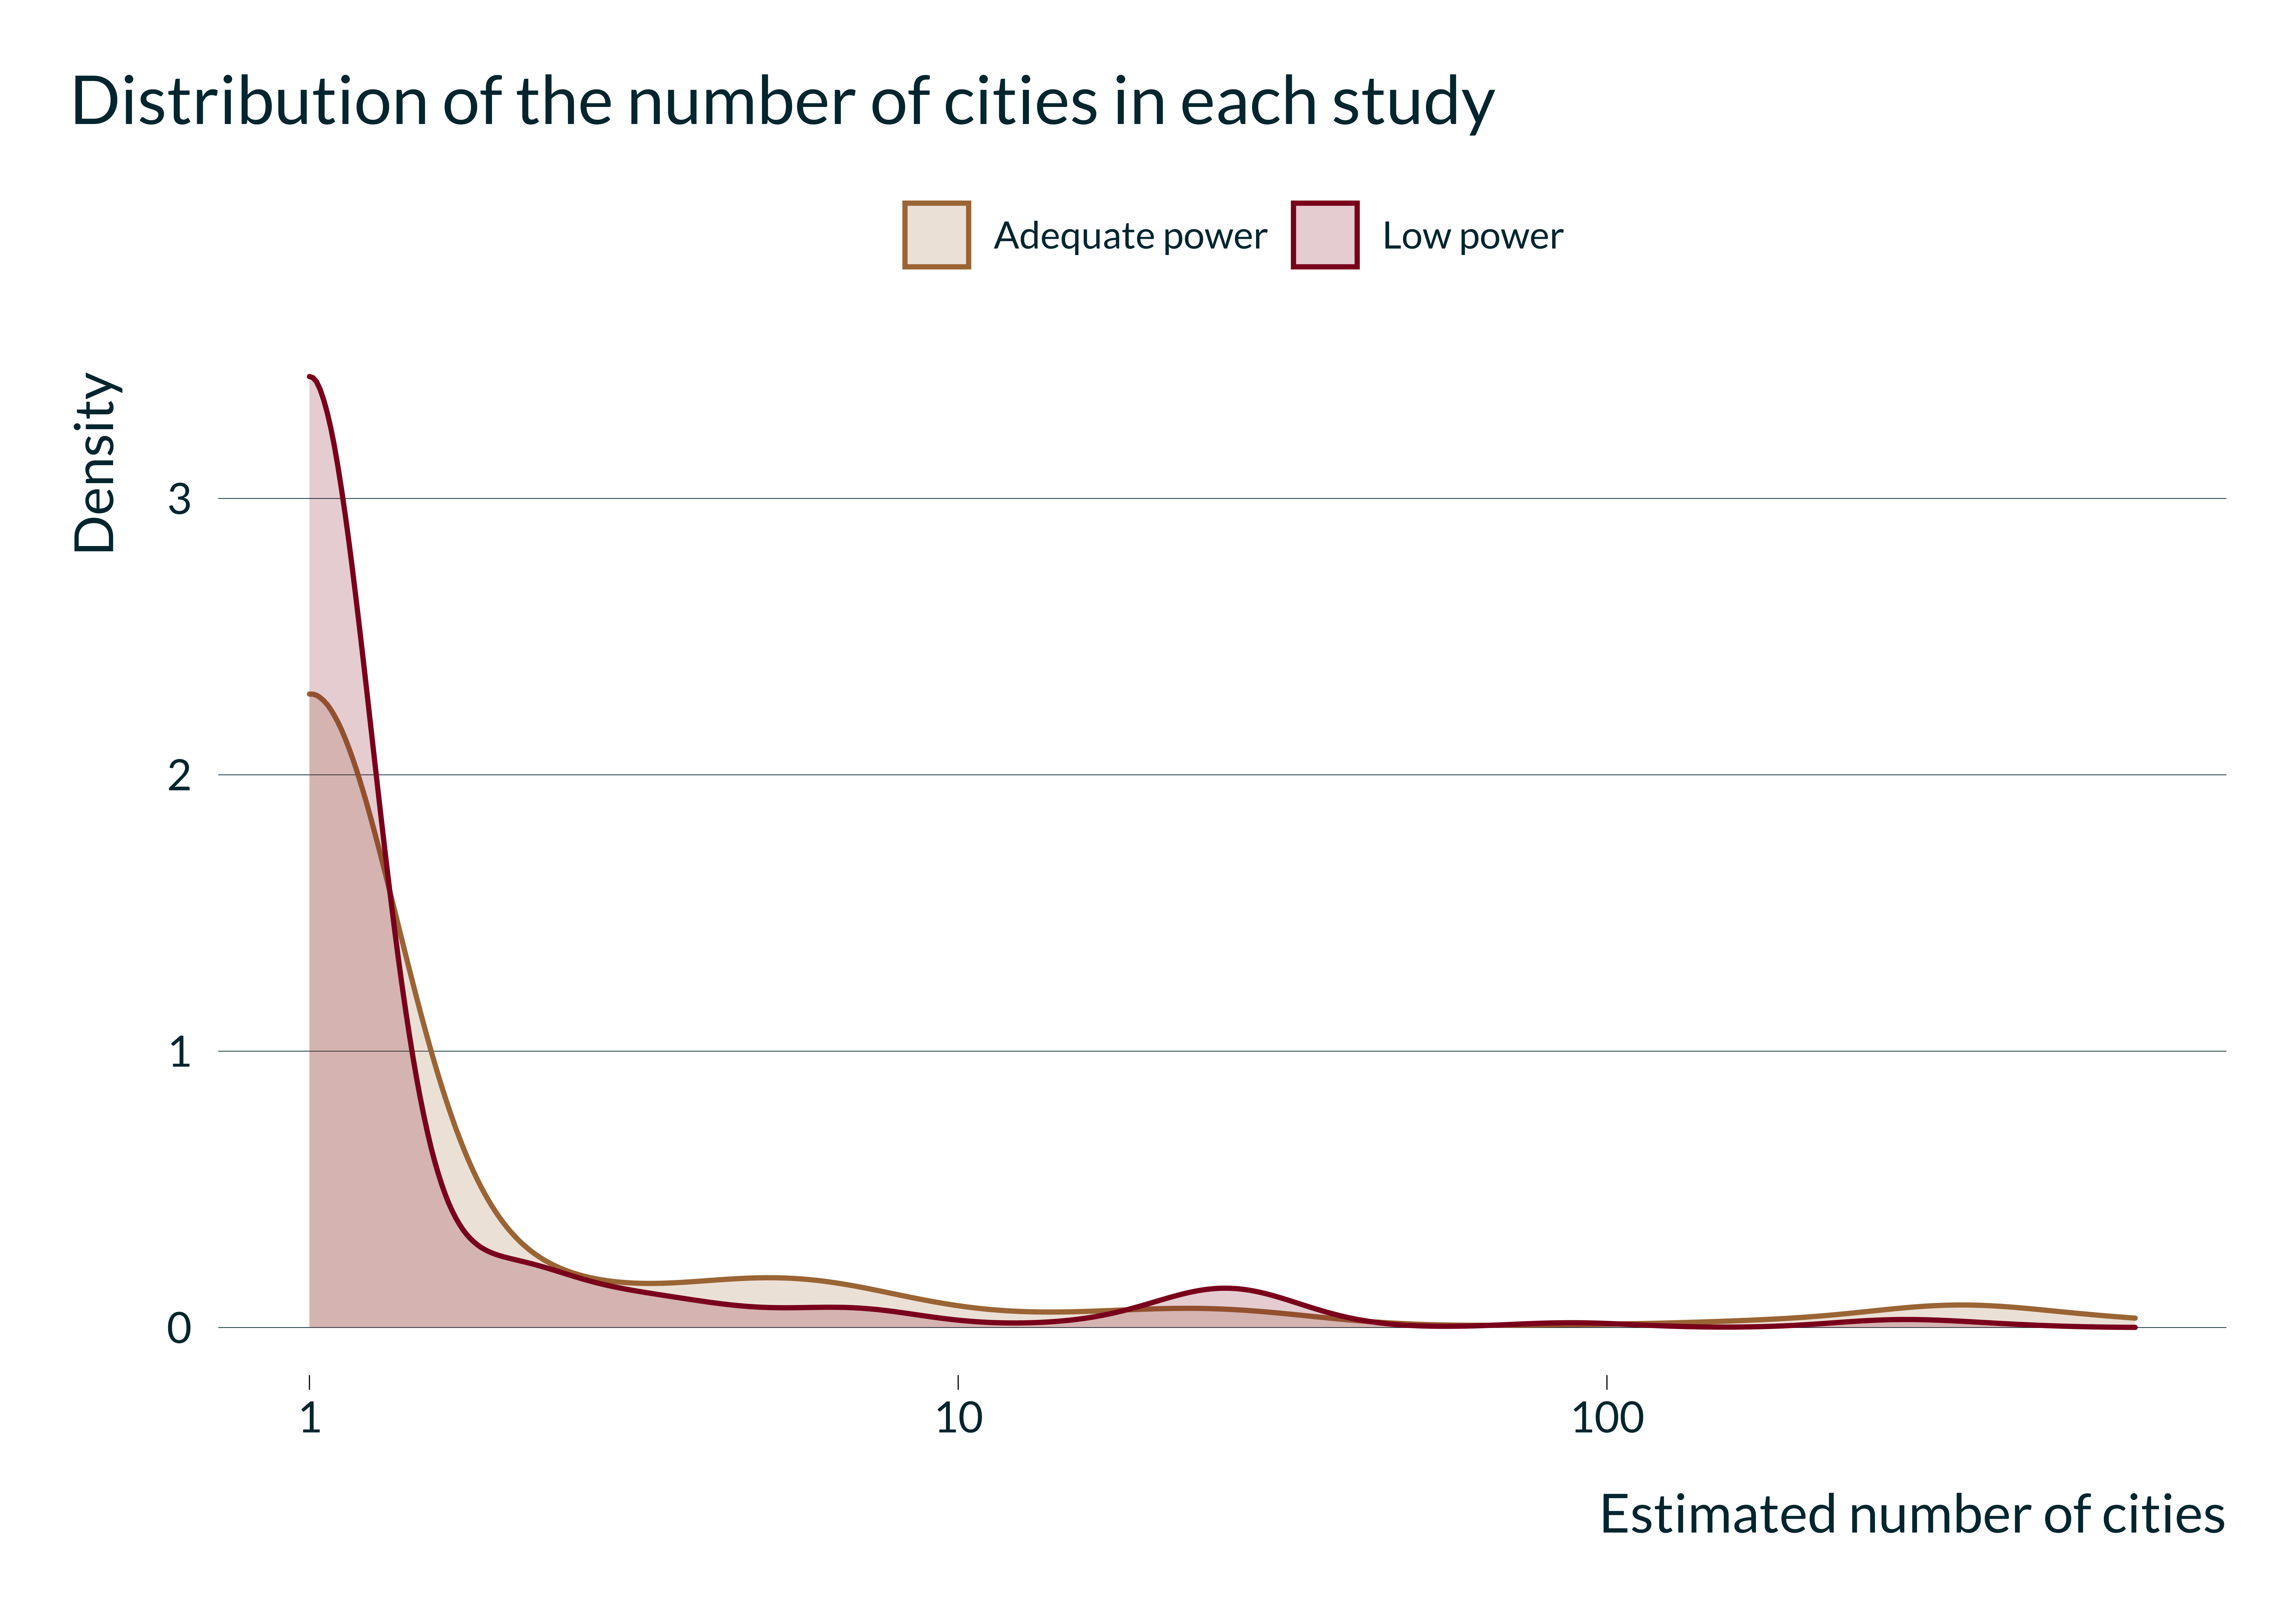 Distribution of the number of cities in each study
Adequate power
Low power
Density
3
2
1
0
1
10
100
Estimated number of cities